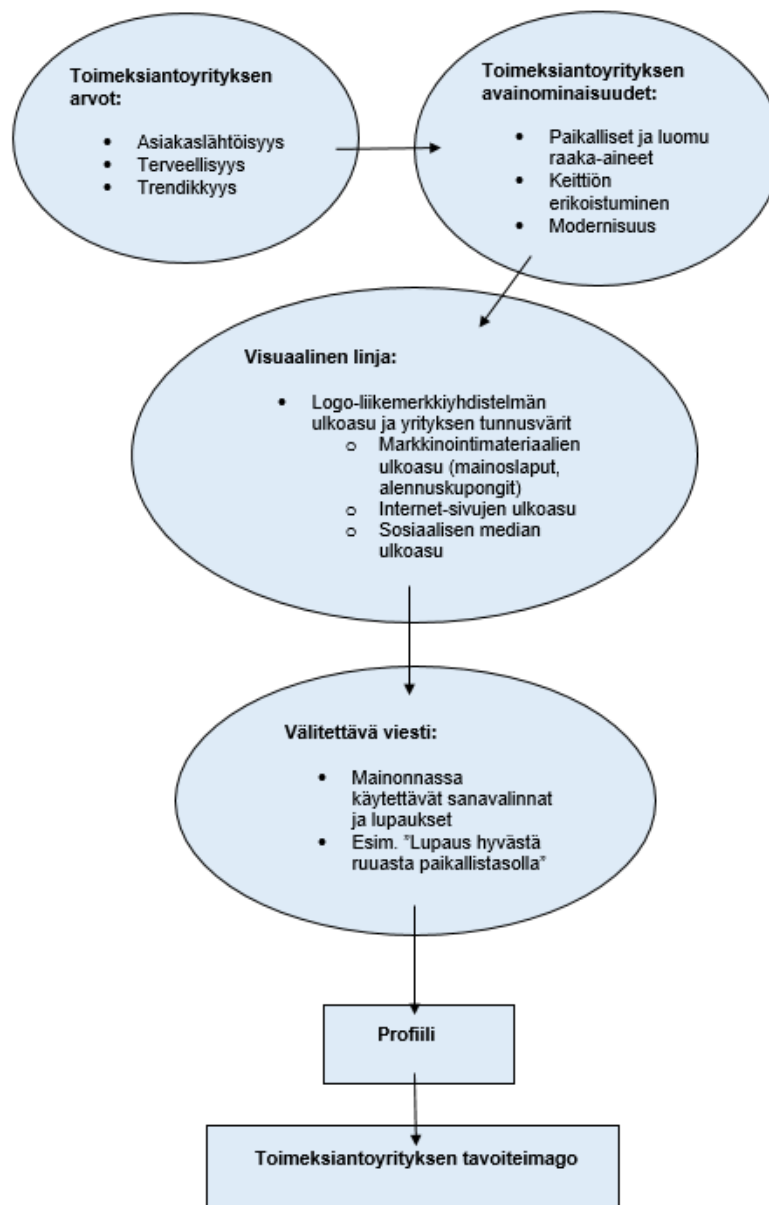 Toimeksiantoyrityksen
arvot:
• Asiakaslähtöisyys
• Terveellisyys
• Trendikkyys
Toimeksiantoyrityksen
avainominaisuudet:
• Paikalliset ja luomu
raaka-aineet
• Keittiön
erikoistuminen
• Modernisuus
Visuaalinen linja:
• Logo-liikemerkkiyhdistelmän
ulkoasu ja yrityksen tunnusvärit
o Markkinointimateriaalien
ulkoasu (mainoslaput,
alennuskupongit)
o Internet-sivujen ulkoasu
o Sosiaalisen median
ulkoasu
Välitettävä viesti:
• Mainonnassa
käytettävät sanavalinnat
ja lupaukset
• Esim. ”Lupaus hyvästä
ruuasta paikallistasolla”
Profiili
Toimeksiantoyrityksen tavoiteimago